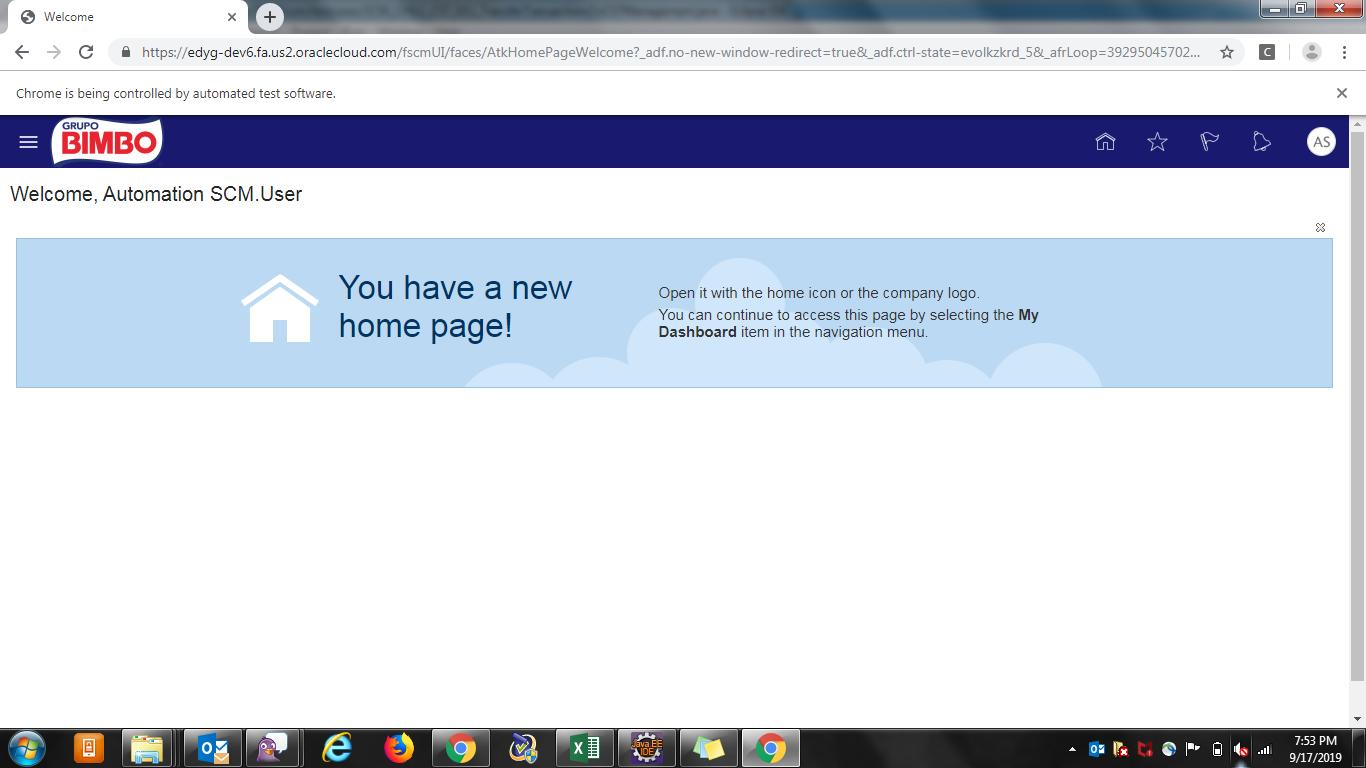 Welcome
https://edyg-dev6.fa.us2.oraclecloud.com/fscmUI/faces/AtkHomePageWelcome?_adf.no-new-window-redirect=true&_adf.ctrl-state=evolkzkrd_5&_afrLoop=39295045702...
C
Chrome is being controlled by automated test software.
GRUPO
BIMBO
AS
Welcome, Automation SCM.User
You have a new
home page!
Open it with the home icon or the company logo.
You can continue to access this page by selecting the My
Dashboard item in the navigation menu.
Java EE
IDE
7:53 PM
9/17/2019